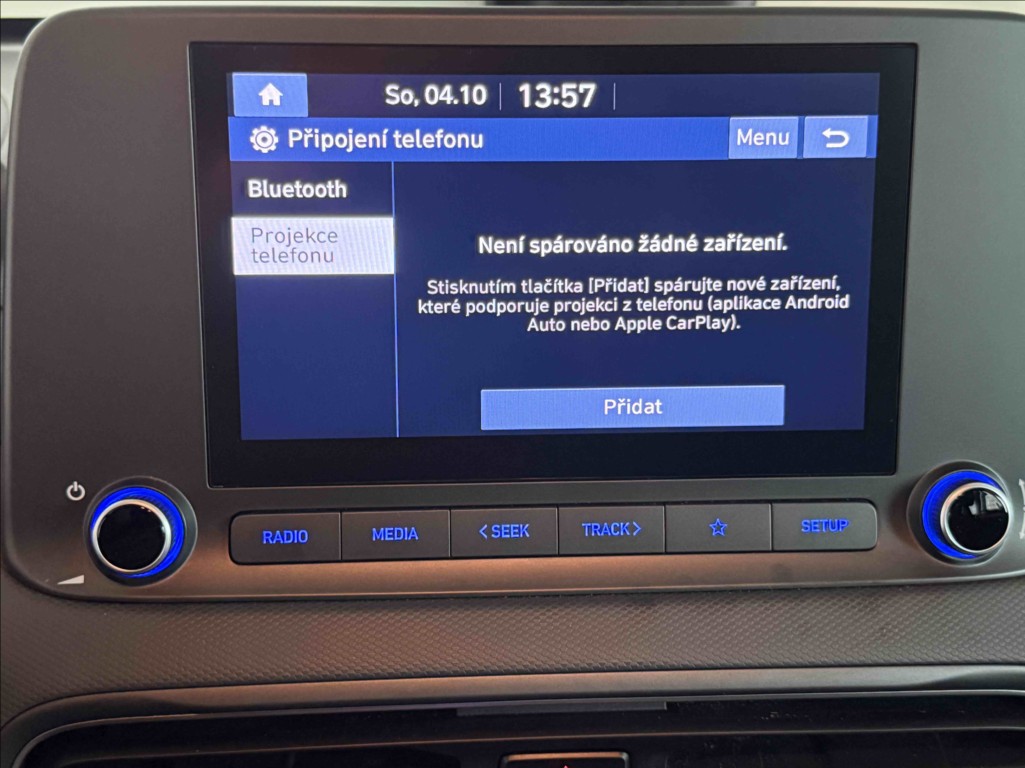 So, 04.10 13:57
Připojení telefonu Menu
Bluetooth
Projekce
telefonu
Není spárováno žádné zařízení.
Stisknutím tlačítka [Přidat] spárujte nové zařízení,
které podporuje projekci z telefonu (aplikace Android
Auto nebo Apple CarPlay).
Přidat
RADIO MEDIA < SEEK TRACK > SETUP